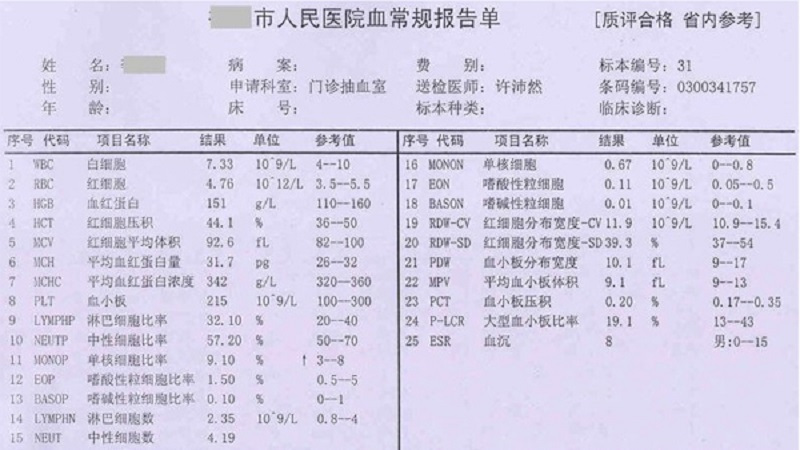 市人民医院血常规报告单 [质评合格 省内参考]
姓 名: 病 案: 费 别: 标本编号: 31
性 别: 申请科室: 门诊抽血室 送检医师: 许沛然 条码编号: 0300341757
年 龄: 床 号: 标本种类: 临床诊断:
序号 代码 项目名称 结果 单位 参考值
1 WBC 白细胞 7.33 10^9/L 4--10
2 RBC 红细胞 4.76 10^12/L 3.5--5.5
3 HGB 血红蛋白 151 g/L 110--160
4 HCT 红细胞压积 44.1 % 36--50
5 MCV 红细胞平均体积 92.6 fL 82--100
6 MCH 平均血红蛋白量 31.7 pg 26--32
7 MCHC 平均血红蛋白浓度 342 g/L 320--360
8 PLT 血小板 215 10^9/L 100--300
9 LYMPHP 淋巴细胞比率 32.10 % 20--40
10 NEUTP 中性细胞比率 57.20 % 50--70
11 MONOP 单核细胞比率 9.10 % ↑ 3--8
12 EOP 嗜酸性粒细胞比率 1.50 % 0.5--5
13 BASOP 嗜碱性粒细胞比率 0.10 % 0--1
14 LYMPHN 淋巴细胞数 2.35 10^9/L 0.8--4
15 NEUT 中性细胞数 4.19
序号 代码 项目名称 结果 单位 参考值
16 MONON 单核细胞 0.67 10^9/L 0--0.8
17 EON 嗜酸性粒细胞 0.11 10^9/L 0.05--0.5
18 BASON 嗜碱性粒细胞 0.01 10^9/L 0--0.1
19 RDW-CV 红细胞分布宽度-CV 11.9 10^9/L 10.9--15.4
20 RDW-SD 红细胞分布宽度-SD 39.3 % 37--54
21 PDW 血小板分布宽度 10.1 fL 9--17
22 MPV 平均血小板体积 9.1 fL 9--13
23 PCT 血小板压积 0.20 % 0.17--0.35
24 P-LCR 大型血小板比率 19.1 % 13--43
25 ESR 血沉 8 男:0--15